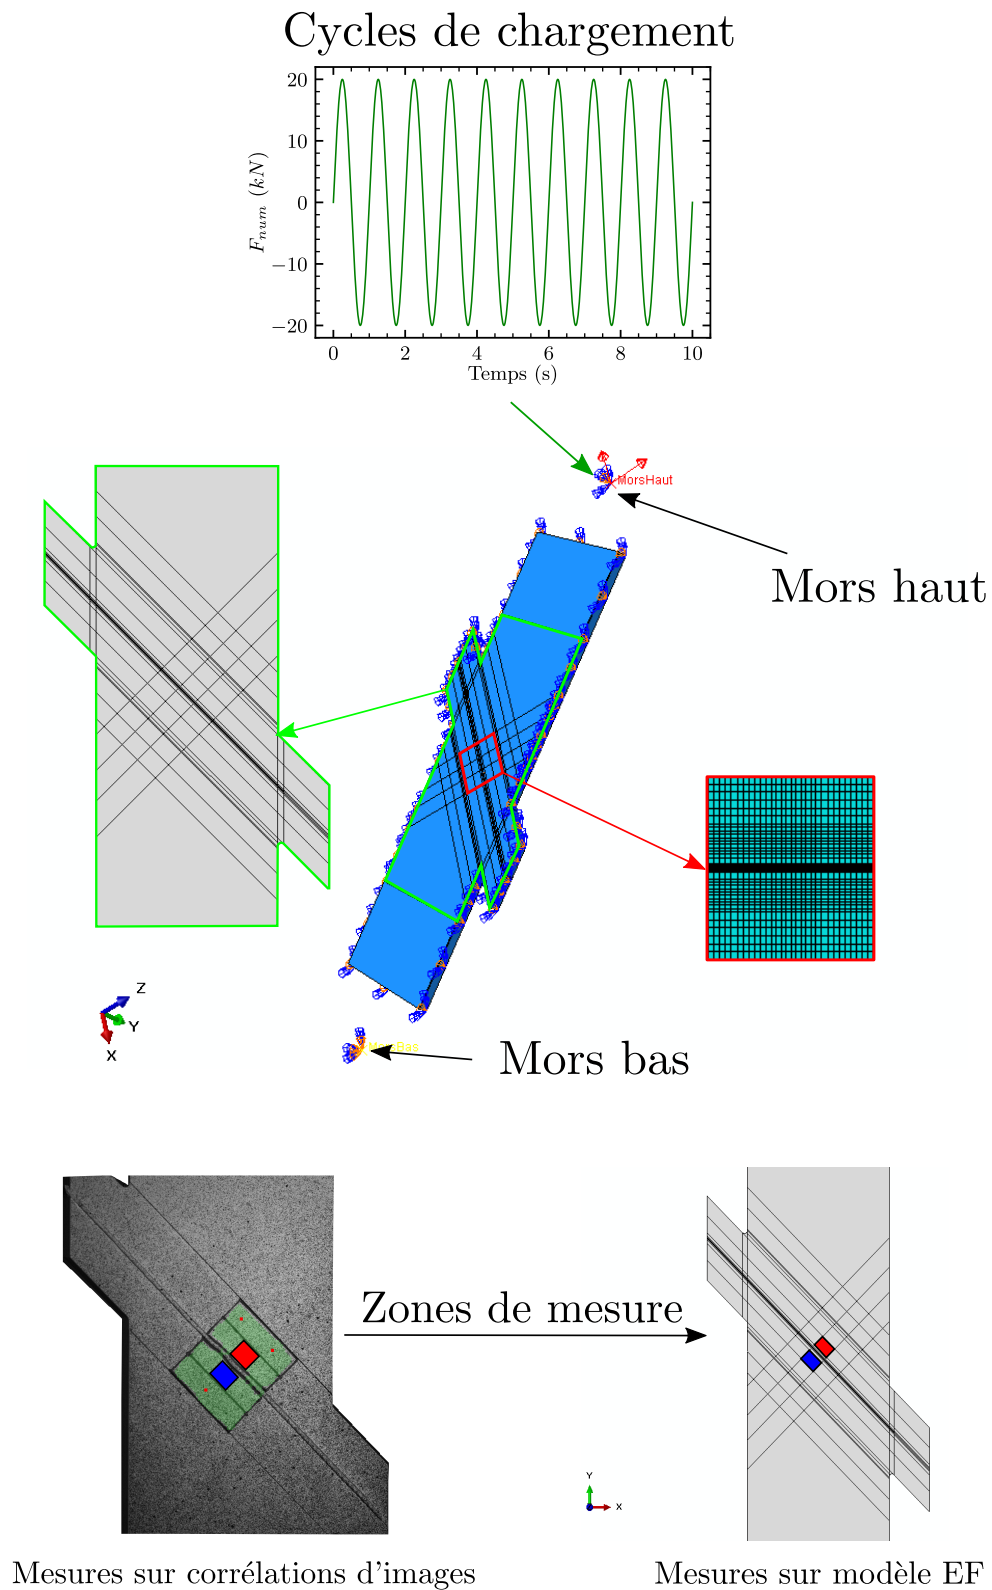 Cycles de chargement
20
10
0
−10
−20
F_num (kN)
0 2 4 6 8 10
Temps (s)
MorsHaut
Mors haut
Z
Y
X
MorsBas
Mors bas
Zones de mesure
Y
X
Mesures sur corrélations d'images
Mesures sur modèle EF